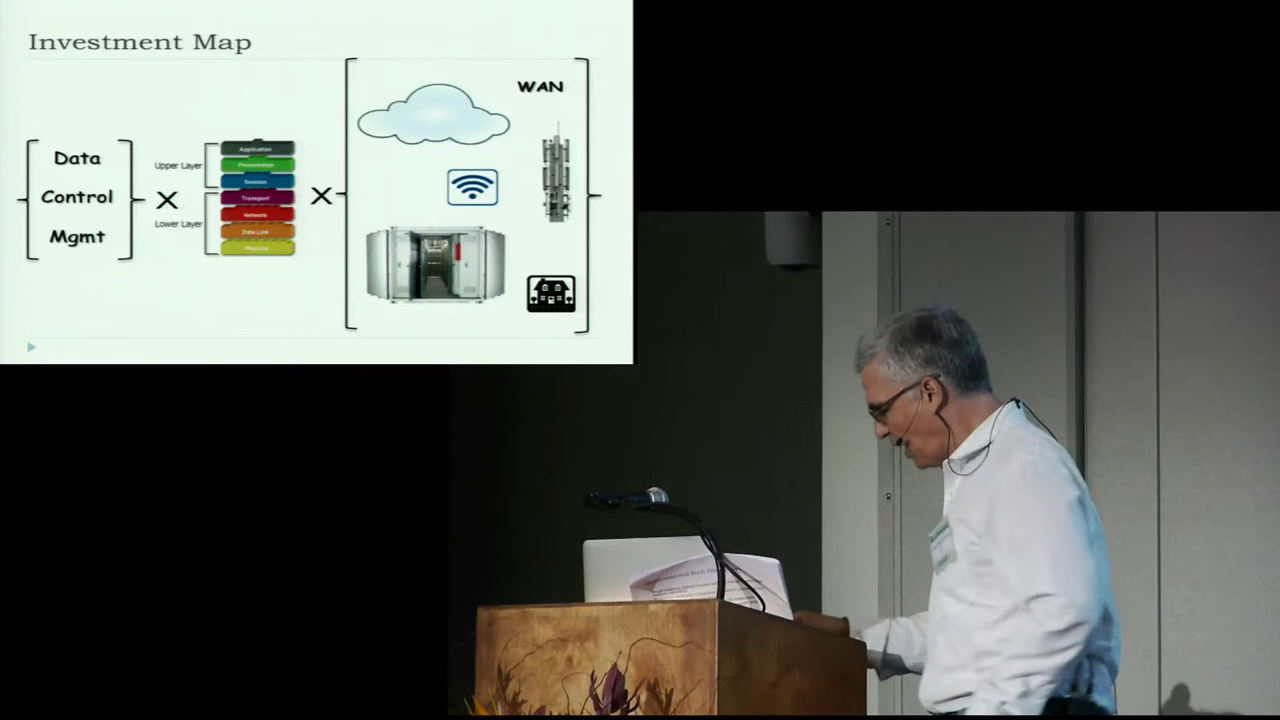 Investment Map
WAN
Data
Control
Mgmt
X
Upper Layer
Lower Layer
Application
Presentation
Session
Transport
Network
Data Link
Physical
X